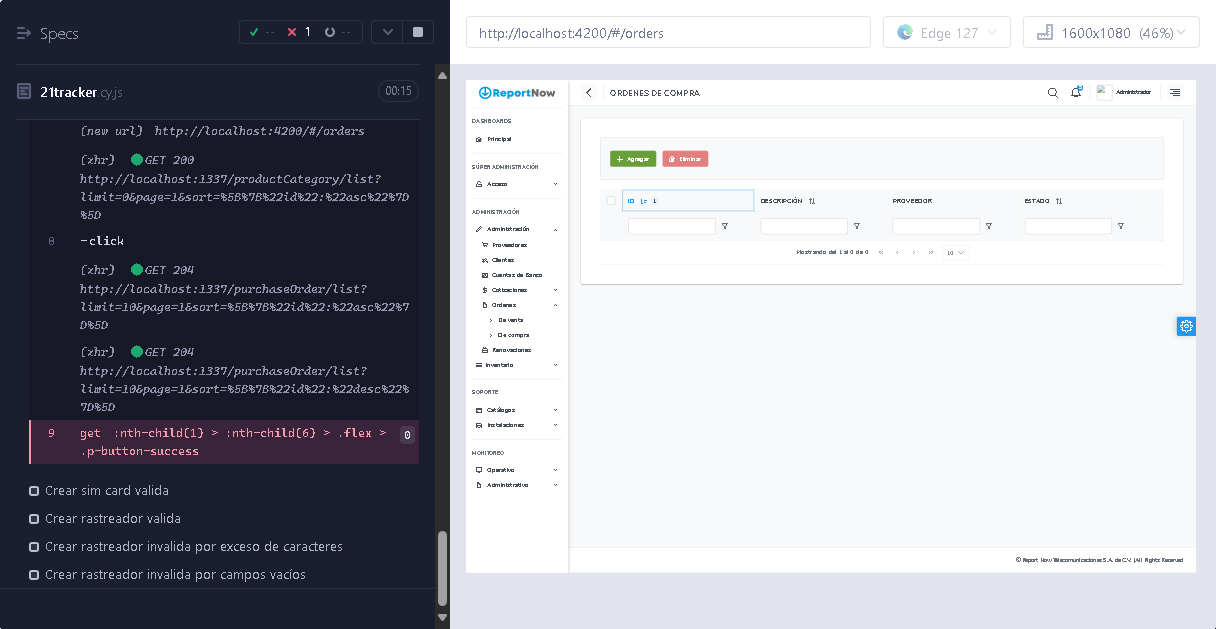 Specs
-- 1 --
21tracker.cy.js
00:15
(new url) http://localhost:4200/#/orders
(xhr) GET 200
http://localhost:1337/productCategory/list?
limit=0&page=1&sort=%5B%7B%22id%22:%22asc%22%7D
%5D
8 -click
(xhr) GET 204
http://localhost:1337/purchaseOrder/list?
limit=10&page=1&sort=%5B%7B%22id%22:%22asc%22%7
D%5D
(xhr) GET 204
http://localhost:1337/purchaseOrder/list?
limit=10&page=1&sort=%5B%7B%22id%22:%22desc%22%
7D%5D
9 get :nth-child(1) > :nth-child(6) > .flex > 0
.p-button-success
Crear sim card valida
Crear rastreador valida
Crear rastreador invalida por exceso de caracteres
Crear rastreador invalida por campos vacíos
http://localhost:4200/#/orders
Edge 127
1600x1080 (46%)
ReportNow
ORDENES DE COMPRA
Administrador
DASHBOARDS
Principal
SÚPER ADMINISTRACIÓN
Acceso
ADMINISTRACIÓN
Administración
Proveedores
Clientes
Cuentas de Banco
Cotizaciones
Ordenes
De venta
De compra
Renovaciones
Inventario
SOPORTE
Catálogos
Instalaciones
MONITOREO
Operativo
Administrativo
+ Agregar
Eliminar
ID 1
DESCRIPCIÓN
PROVEEDOR
ESTADO
Mostrando del 1 al 0 de 0 « ‹ › » 10
© Report Now Telecomunicaciones S.A. de C.V. | All Rights Reserved